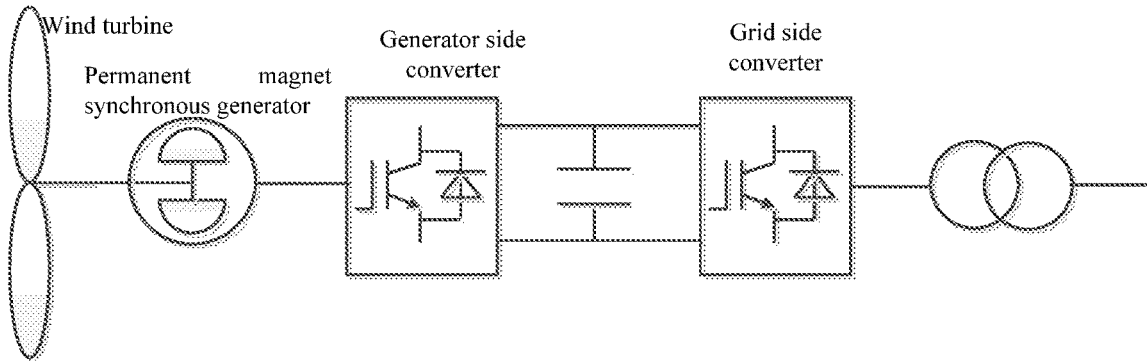 Wind turbine
Permanent magnet
synchronous generator
Generator side
converter
Grid side
converter